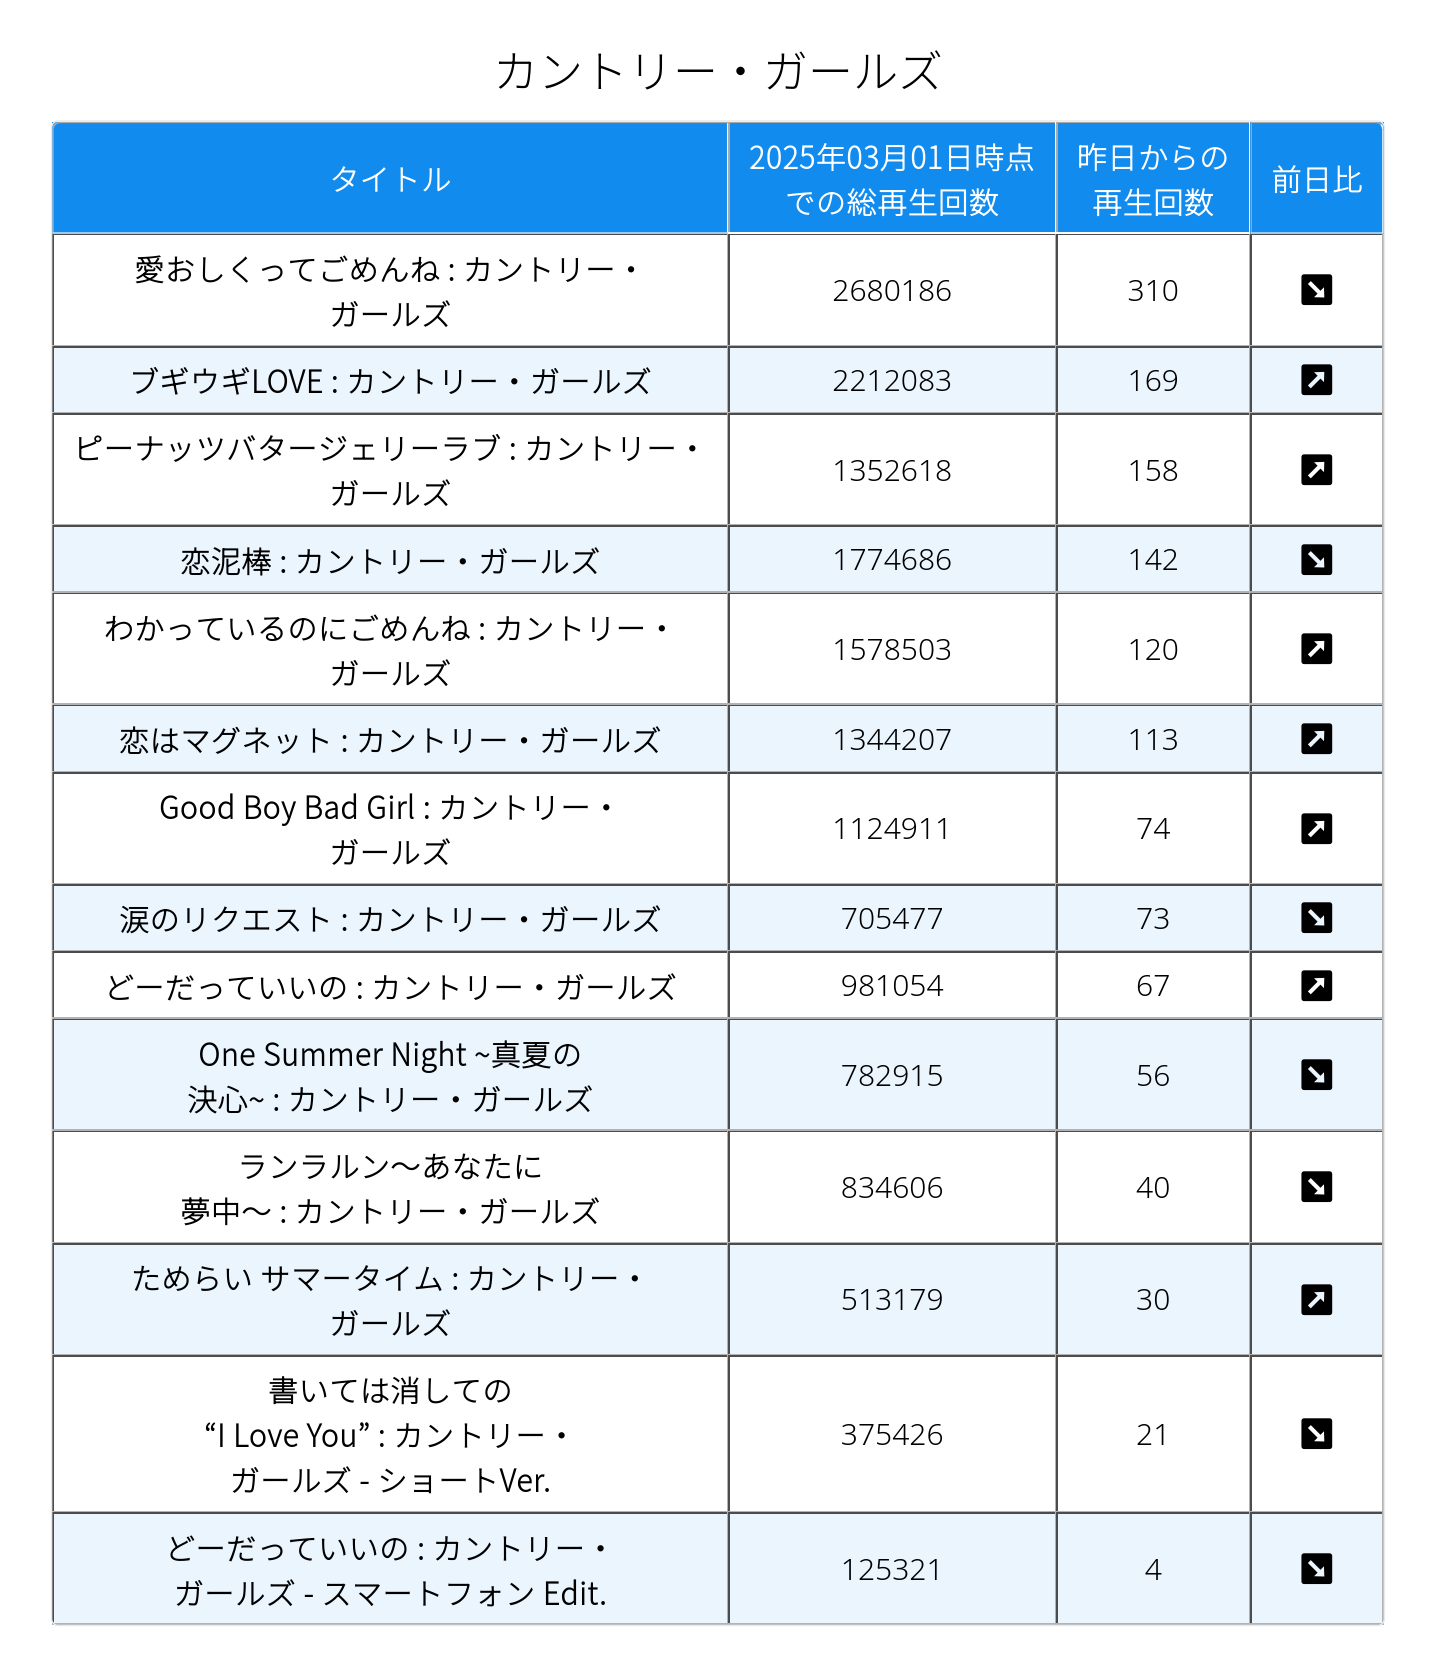 カントリー・ガールズ
タイトル
2025年03月01日時点
での総再生回数
昨日からの
再生回数
前日比
愛おしくってごめんね : カントリー・
ガールズ
2680186
310
ブギウギLOVE : カントリー・ガールズ
2212083
169
ピーナッツバタージェリーラブ : カントリー・
ガールズ
1352618
158
恋泥棒 : カントリー・ガールズ
1774686
142
わかっているのにごめんね : カントリー・
ガールズ
1578503
120
恋はマグネット : カントリー・ガールズ
1344207
113
Good Boy Bad Girl : カントリー・
ガールズ
1124911
74
涙のリクエスト : カントリー・ガールズ
705477
73
どーだっていいの : カントリー・ガールズ
981054
67
One Summer Night ~真夏の
決心~ : カントリー・ガールズ
782915
56
ランラルン〜あなたに
夢中〜 : カントリー・ガールズ
834606
40
ためらい サマータイム : カントリー・
ガールズ
513179
30
書いては消しての
“I Love You” : カントリー・
ガールズ - ショートVer.
375426
21
どーだっていいの : カントリー・
ガールズ - スマートフォン Edit.
125321
4